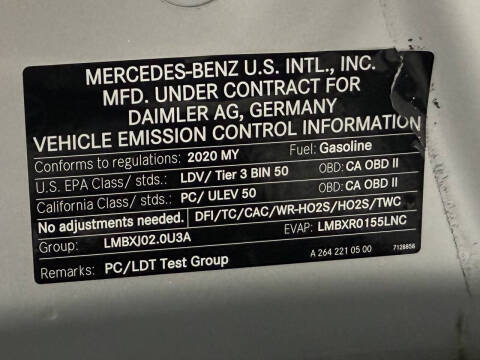 MERCEDES-BENZ U.S. INTL., INC.
MFD. UNDER CONTRACT FOR
DAIMLER AG, GERMANY
VEHICLE EMISSION CONTROL INFORMATION
Conforms to regulations: 2020 MY Fuel: Gasoline
U.S. EPA Class/ stds.: LDV/ Tier 3 BIN 50 OBD: CA OBD II
California Class/ stds.: PC/ ULEV 50 OBD: CA OBD II
No adjustments needed. DFI/TC/CAC/WR-HO2S/HO2S/TWC
Group: LMBXJ02.0U3A EVAP: LMBXR0155LNC
Remarks: PC/LDT Test Group A 264 221 05 00 7128858